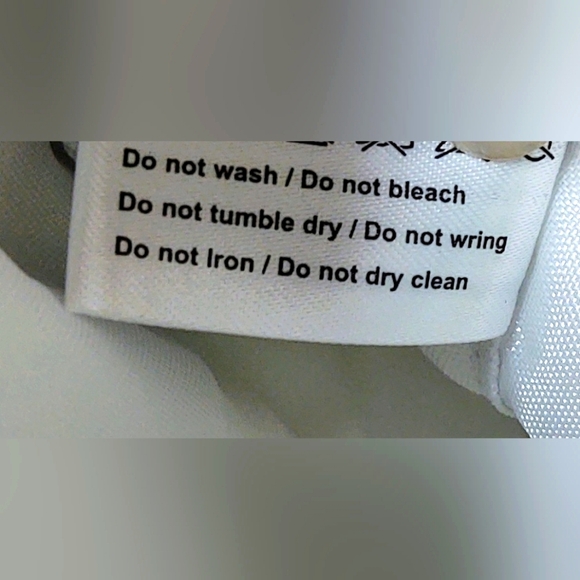 Do not wash / Do not bleach
Do not tumble dry / Do not wring
Do not Iron / Do not dry clean